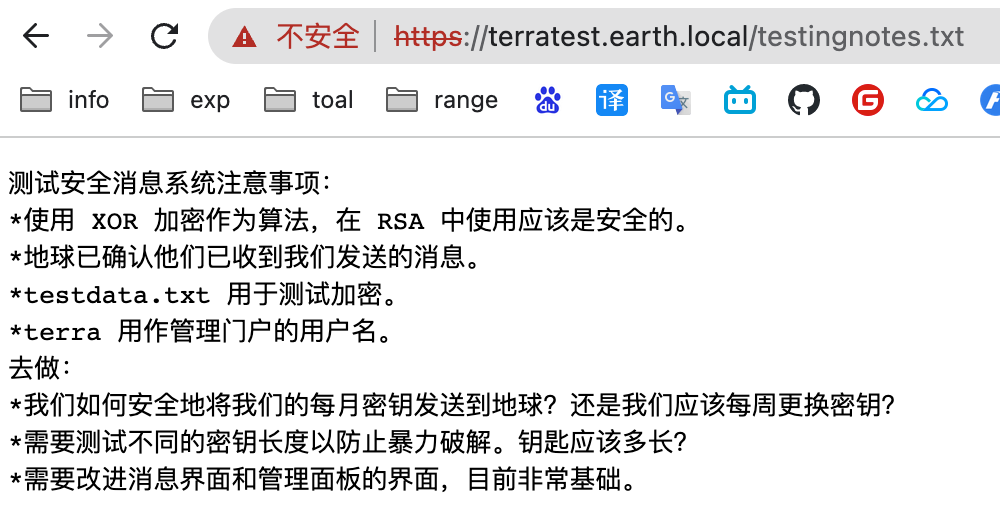 不安全 https://terratest.earth.local/testingnotes.txt
info exp toal range du 译 G 文 G
测试安全消息系统注意事项：
*使用 XOR 加密作为算法，在 RSA 中使用应该是安全的。
*地球已确认他们已收到我们发送的消息。
*testdata.txt 用于测试加密。
*terra 用作管理门户的用户名。
去做：
*我们如何安全地将我们的每月密钥发送到地球？还是我们应该每周更换密钥？
*需要测试不同的密钥长度以防止暴力破解。钥匙应该多长？
*需要改进消息界面和管理面板的界面，目前非常基础。